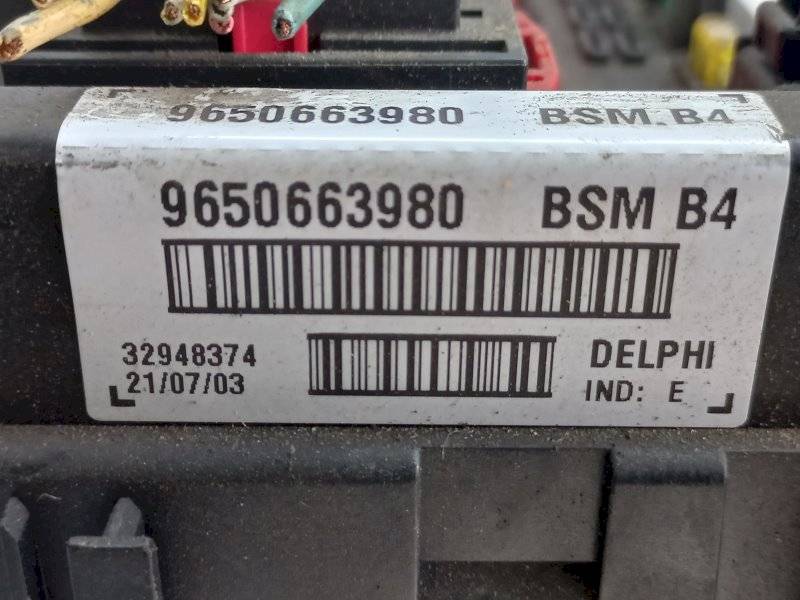 9650663980 BSM.B4
9650663980 BSM B4
32948374 DELPHI
21/07/03 IND: E